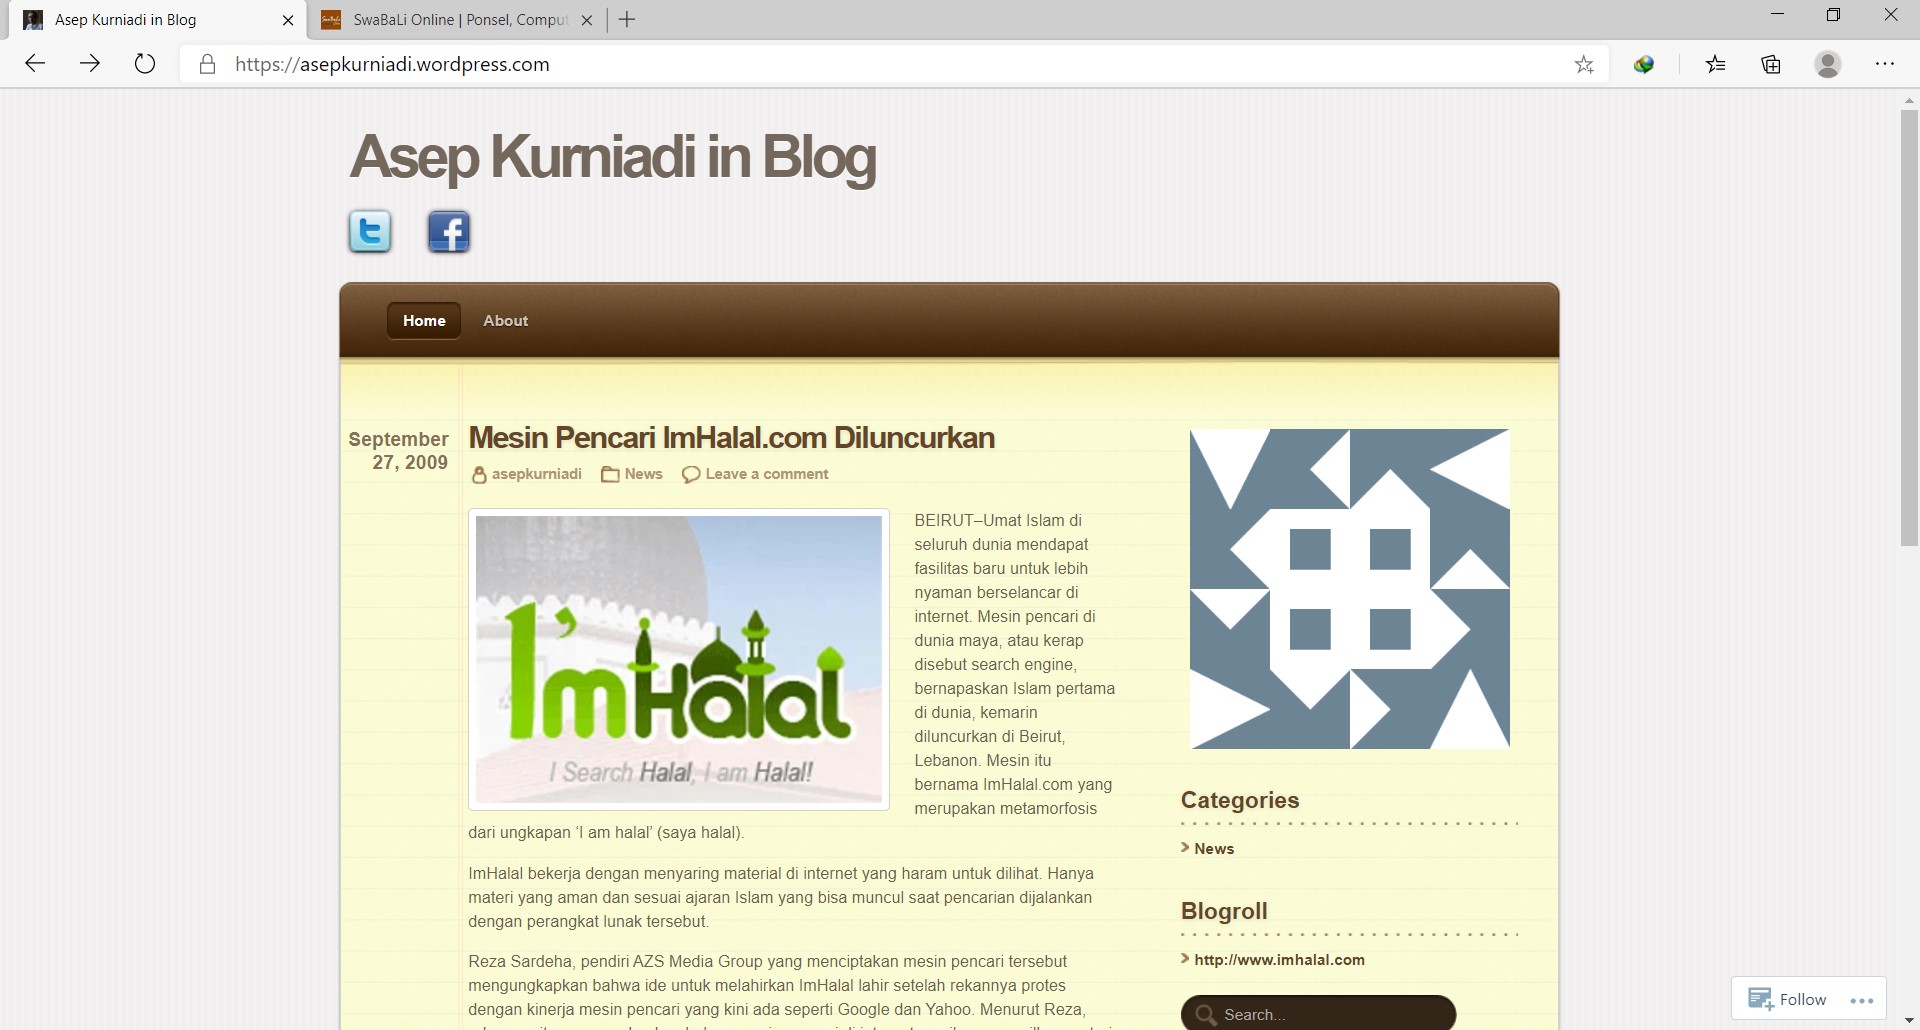 Asep Kurniadi in Blog
SwaBaLi Online | Ponsel, Comput
https://asepkurniadi.wordpress.com
Asep Kurniadi in Blog
Home
About
September
27, 2009
Mesin Pencari ImHalal.com Diluncurkan
asepkurniadi
News
Leave a comment
I'mHalal
I Search Halal, I am Halal!
BEIRUT–Umat Islam di
seluruh dunia mendapat
fasilitas baru untuk lebih
nyaman berselancar di
internet. Mesin pencari di
dunia maya, atau kerap
disebut search engine,
bernapaskan Islam pertama
di dunia, kemarin
diluncurkan di Beirut,
Lebanon. Mesin itu
bernama ImHalal.com yang
merupakan metamorfosis
dari ungkapan ‘I am halal’ (saya halal).
ImHalal bekerja dengan menyaring material di internet yang haram untuk dilihat. Hanya
materi yang aman dan sesuai ajaran Islam yang bisa muncul saat pencarian dijalankan
dengan perangkat lunak tersebut.
Reza Sardeha, pendiri AZS Media Group yang menciptakan mesin pencari tersebut
mengungkapkan bahwa ide untuk melahirkan ImHalal lahir setelah rekannya protes
dengan kinerja mesin pencari yang kini ada seperti Google dan Yahoo. Menurut Reza,
Categories
News
Blogroll
http://www.imhalal.com
Search...
Follow